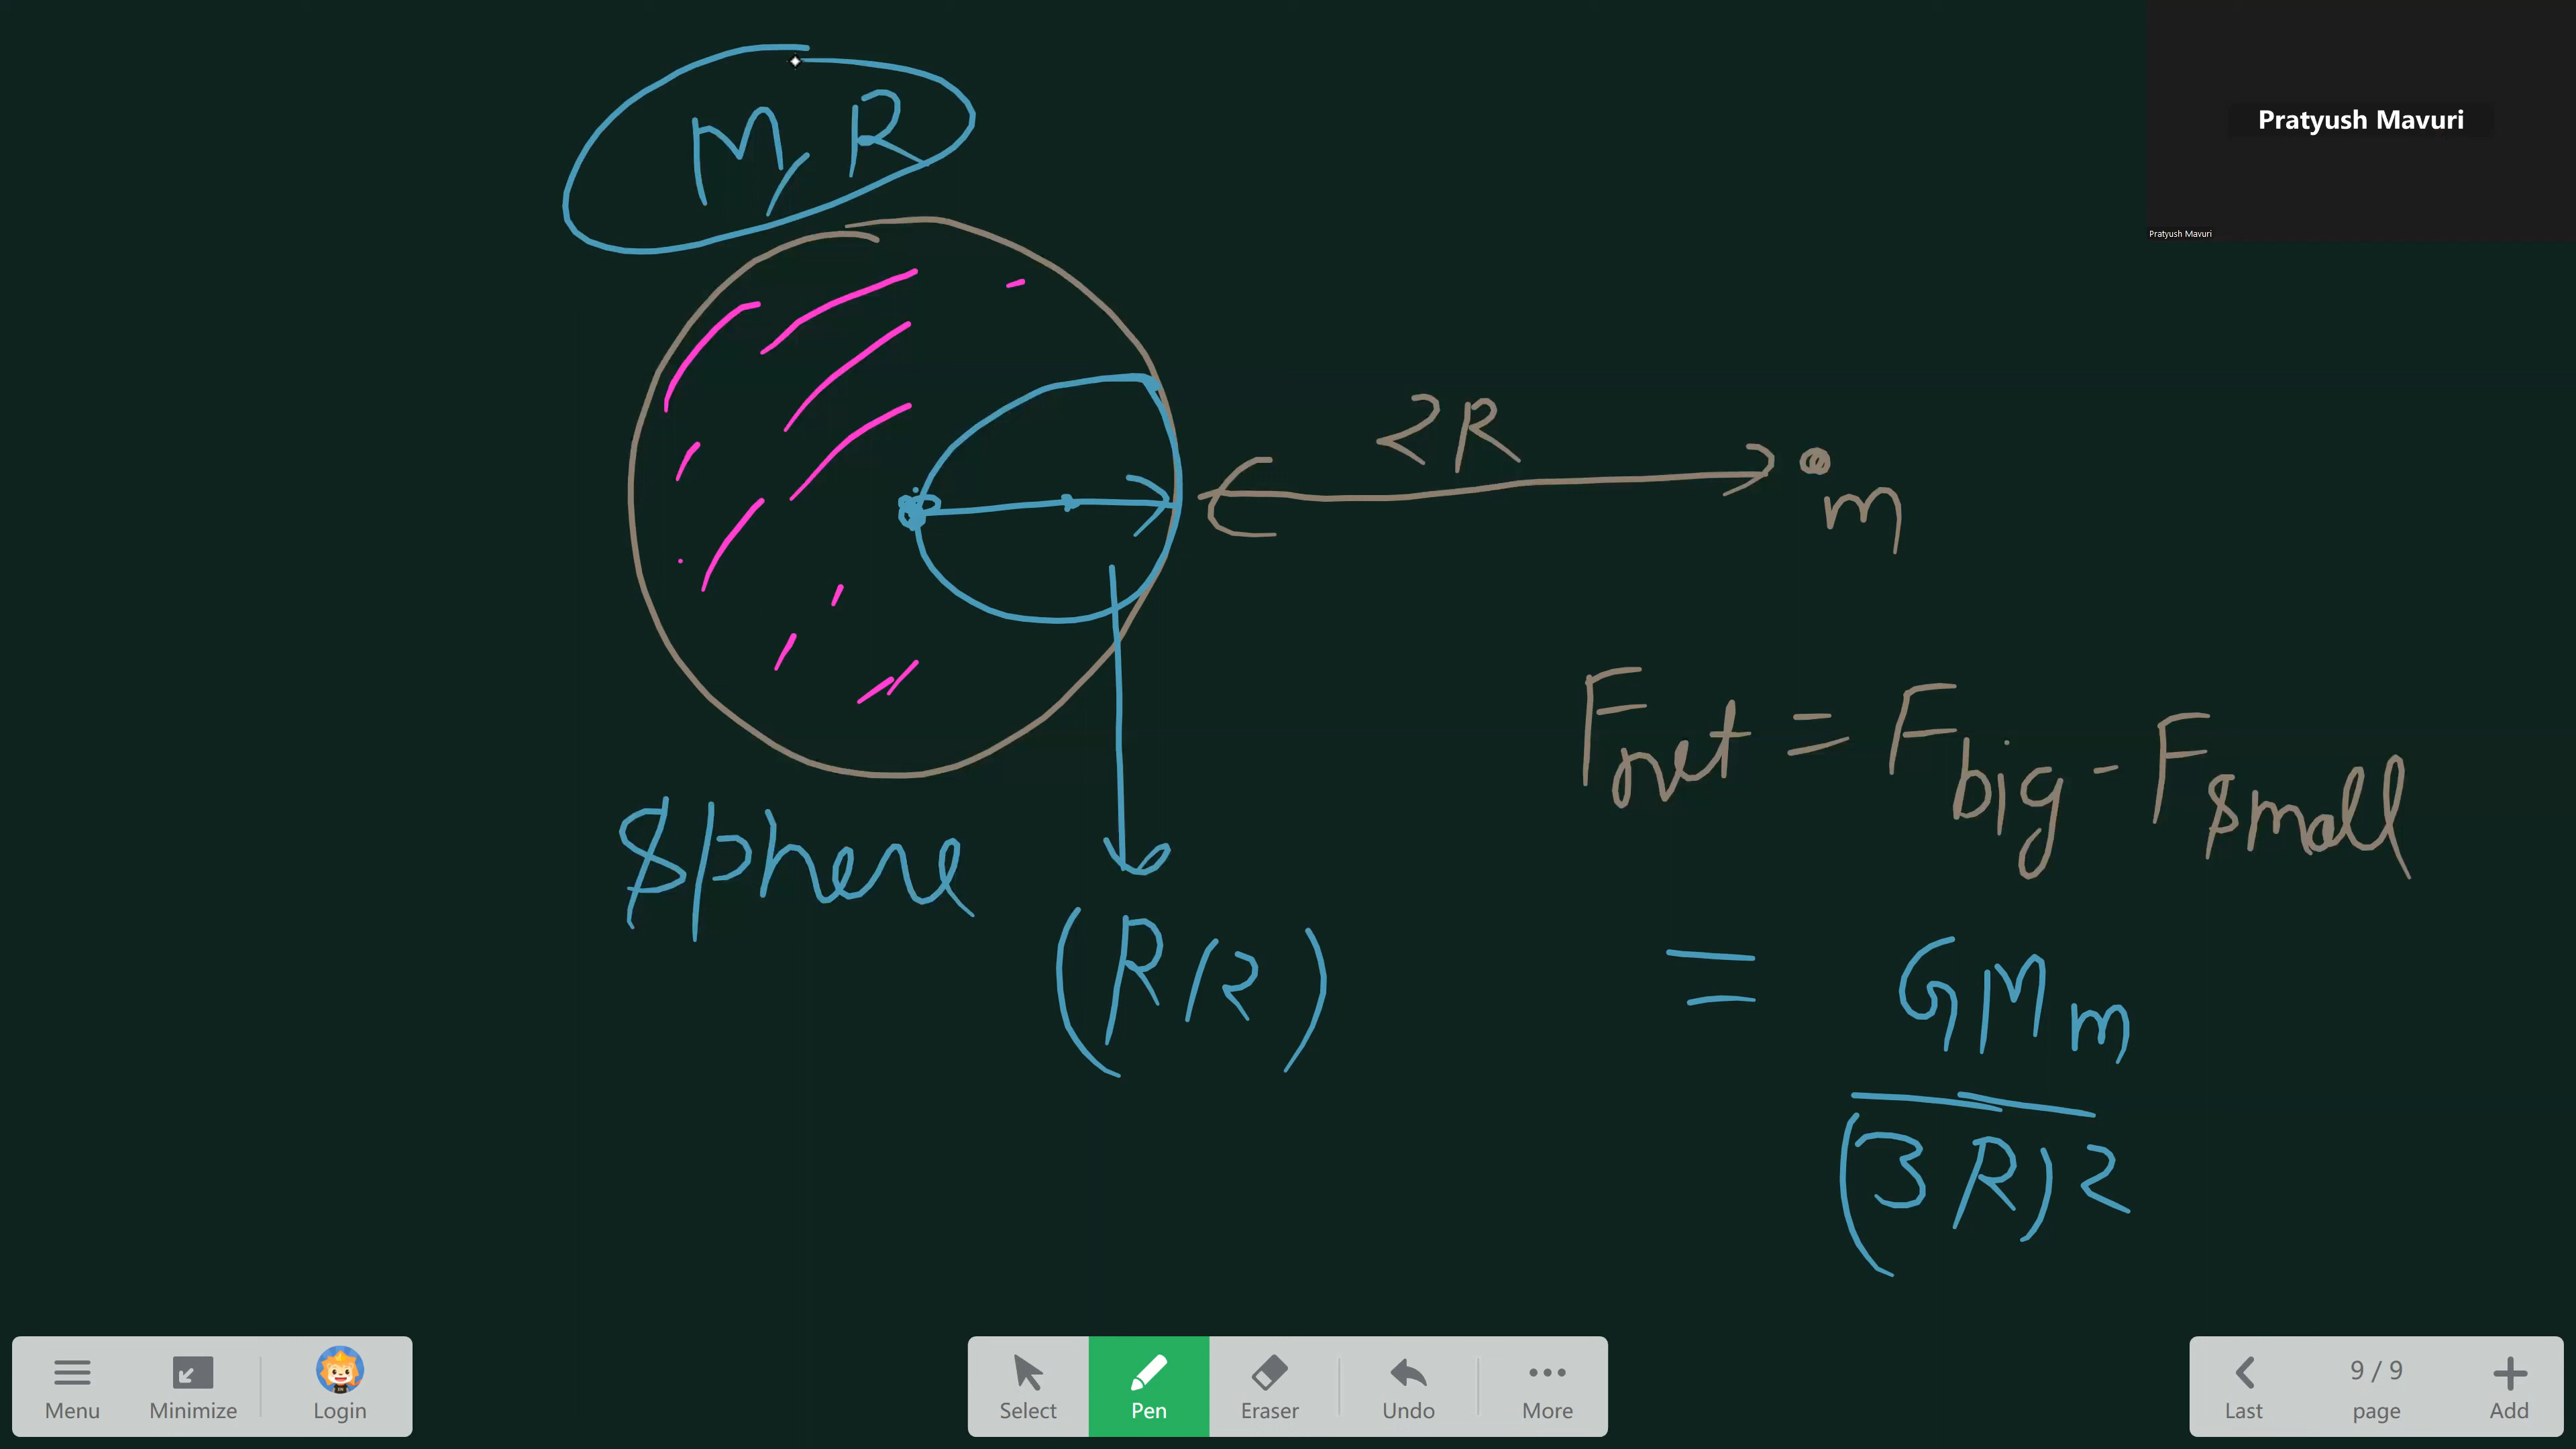 M, R
Pratyush Mavuri
Pratyush Mavuri
2R
m
Fnet = Fbig - Fsmall
Sphere
(R/2)
= GMm
(3R)2
Menu Minimize Login
Select Pen Eraser Undo More
Last 9 / 9 page Add